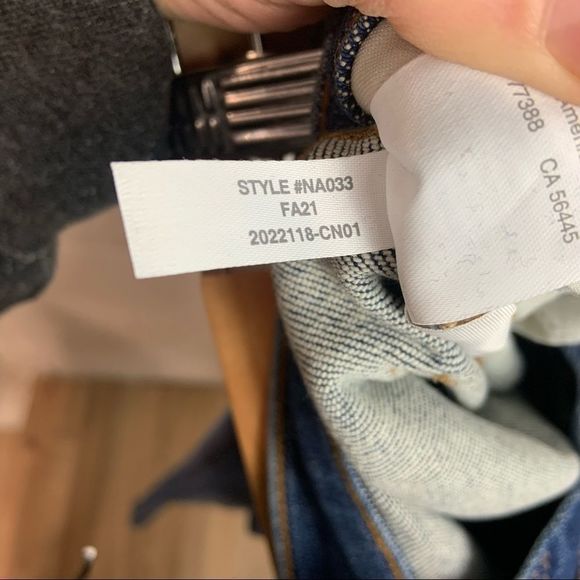 STYLE #NA033
FA21
2022118-CN01
77388
CA 56445